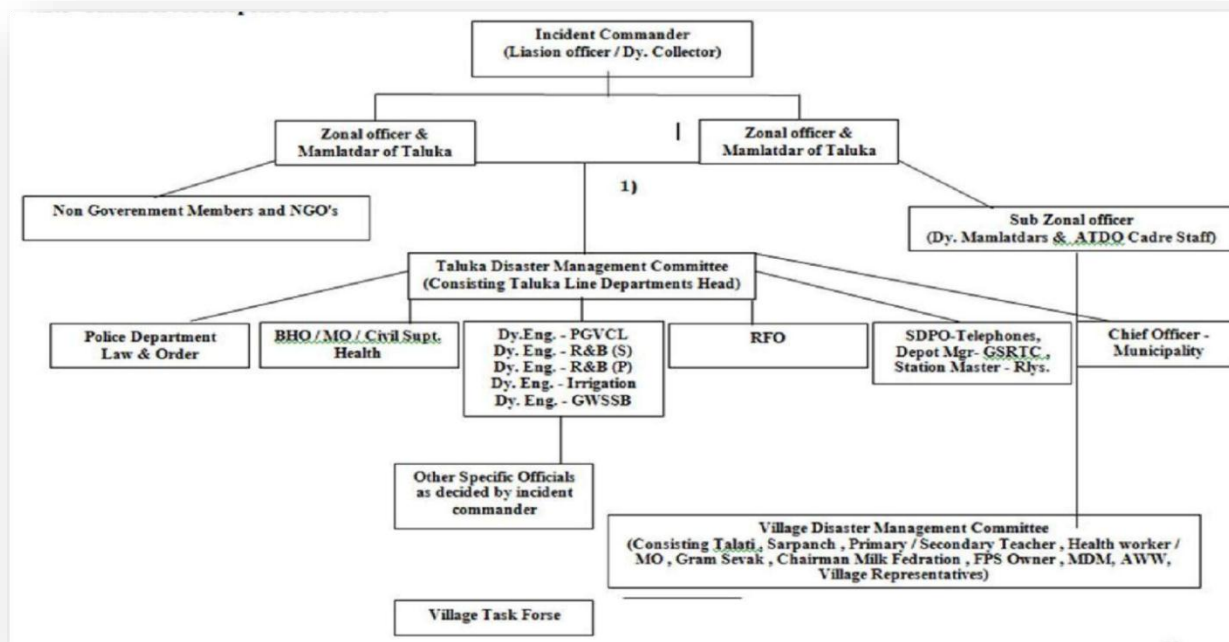 Incident Commander
(Liasion officer / Dy. Collector)
Zonal officer &
Mamlatdar of Taluka
Zonal officer &
Mamlatdar of Taluka
1)
Non Goverenment Members and NGO's
Sub Zonal officer
(Dy. Mamlatdars & ATDO Cadre Staff)
Taluka Disaster Management Committee
(Consisting Taluka Line Departments Head)
Police Department
Law & Order
BHO / MO / Civil Supt.
Health
Dy.Eng. - PGVCL
Dy. Eng. - R&B (S)
Dy. Eng. - R&B (P)
Dy. Eng. - Irrigation
Dy. Eng. - GWSSB
RFO
SDPO-Telephones,
Depot Mgr- GSRTC ,
Station Master - Rlys.
Chief Officer -
Municipality
Other Specific Officials
as decided by incident
commander
Village Disaster Management Committee
(Consisting Talati , Sarpanch , Primary / Secondary Teacher , Health worker /
MO , Gram Sevak , Chairman Milk Fedration , FPS Owner , MDM, AWW,
Village Representatives)
Village Task Forse